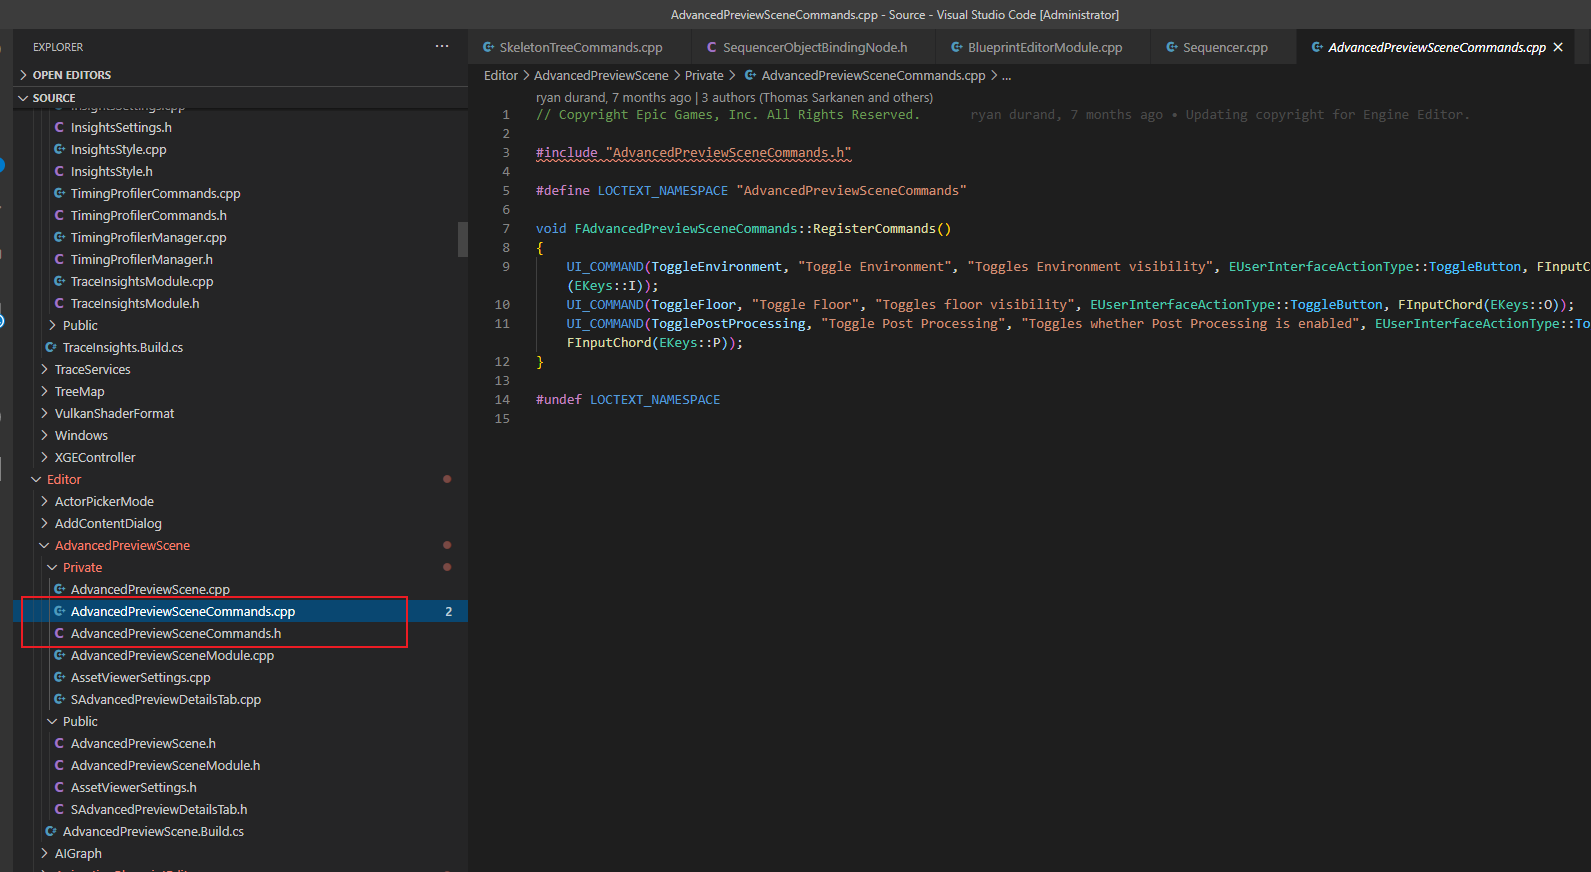 AdvancedPreviewSceneCommands.cpp - Source - Visual Studio Code [Administrator]
EXPLORER
OPEN EDITORS
SOURCE
InsightsSettings.cpp
InsightsSettings.h
InsightsStyle.cpp
InsightsStyle.h
TimingProfilerCommands.cpp
TimingProfilerCommands.h
TimingProfilerManager.cpp
TimingProfilerManager.h
TraceInsightsModule.cpp
TraceInsightsModule.h
Public
TraceInsights.Build.cs
TraceServices
TreeMap
VulkanShaderFormat
Windows
XGEController
Editor
ActorPickerMode
AddContentDialog
AdvancedPreviewScene
Private
AdvancedPreviewScene.cpp
AdvancedPreviewSceneCommands.cpp 2
AdvancedPreviewSceneCommands.h
AdvancedPreviewSceneModule.cpp
AssetViewerSettings.cpp
SAdvancedPreviewDetailsTab.cpp
Public
AdvancedPreviewScene.h
AdvancedPreviewSceneModule.h
AssetViewerSettings.h
SAdvancedPreviewDetailsTab.h
AdvancedPreviewScene.Build.cs
AIGraph
SkeletonTreeCommands.cpp SequencerObjectBindingNode.h BlueprintEditorModule.cpp Sequencer.cpp AdvancedPreviewSceneCommands.cpp
Editor > AdvancedPreviewScene > Private > AdvancedPreviewSceneCommands.cpp > ...
ryan durand, 7 months ago | 3 authors (Thomas Sarkanen and others)
1 // Copyright Epic Games, Inc. All Rights Reserved. ryan durand, 7 months ago • Updating copyright for Engine Editor.
2
3 #include "AdvancedPreviewSceneCommands.h"
4
5 #define LOCTEXT_NAMESPACE "AdvancedPreviewSceneCommands"
6
7 void FAdvancedPreviewSceneCommands::RegisterCommands()
8 {
9 UI_COMMAND(ToggleEnvironment, "Toggle Environment", "Toggles Environment visibility", EUserInterfaceActionType::ToggleButton, FInputC
(EKeys::I));
10 UI_COMMAND(ToggleFloor, "Toggle Floor", "Toggles floor visibility", EUserInterfaceActionType::ToggleButton, FInputChord(EKeys::O));
11 UI_COMMAND(TogglePostProcessing, "Toggle Post Processing", "Toggles whether Post Processing is enabled", EUserInterfaceActionType::To
FInputChord(EKeys::P));
12 }
13
14 #undef LOCTEXT_NAMESPACE
15